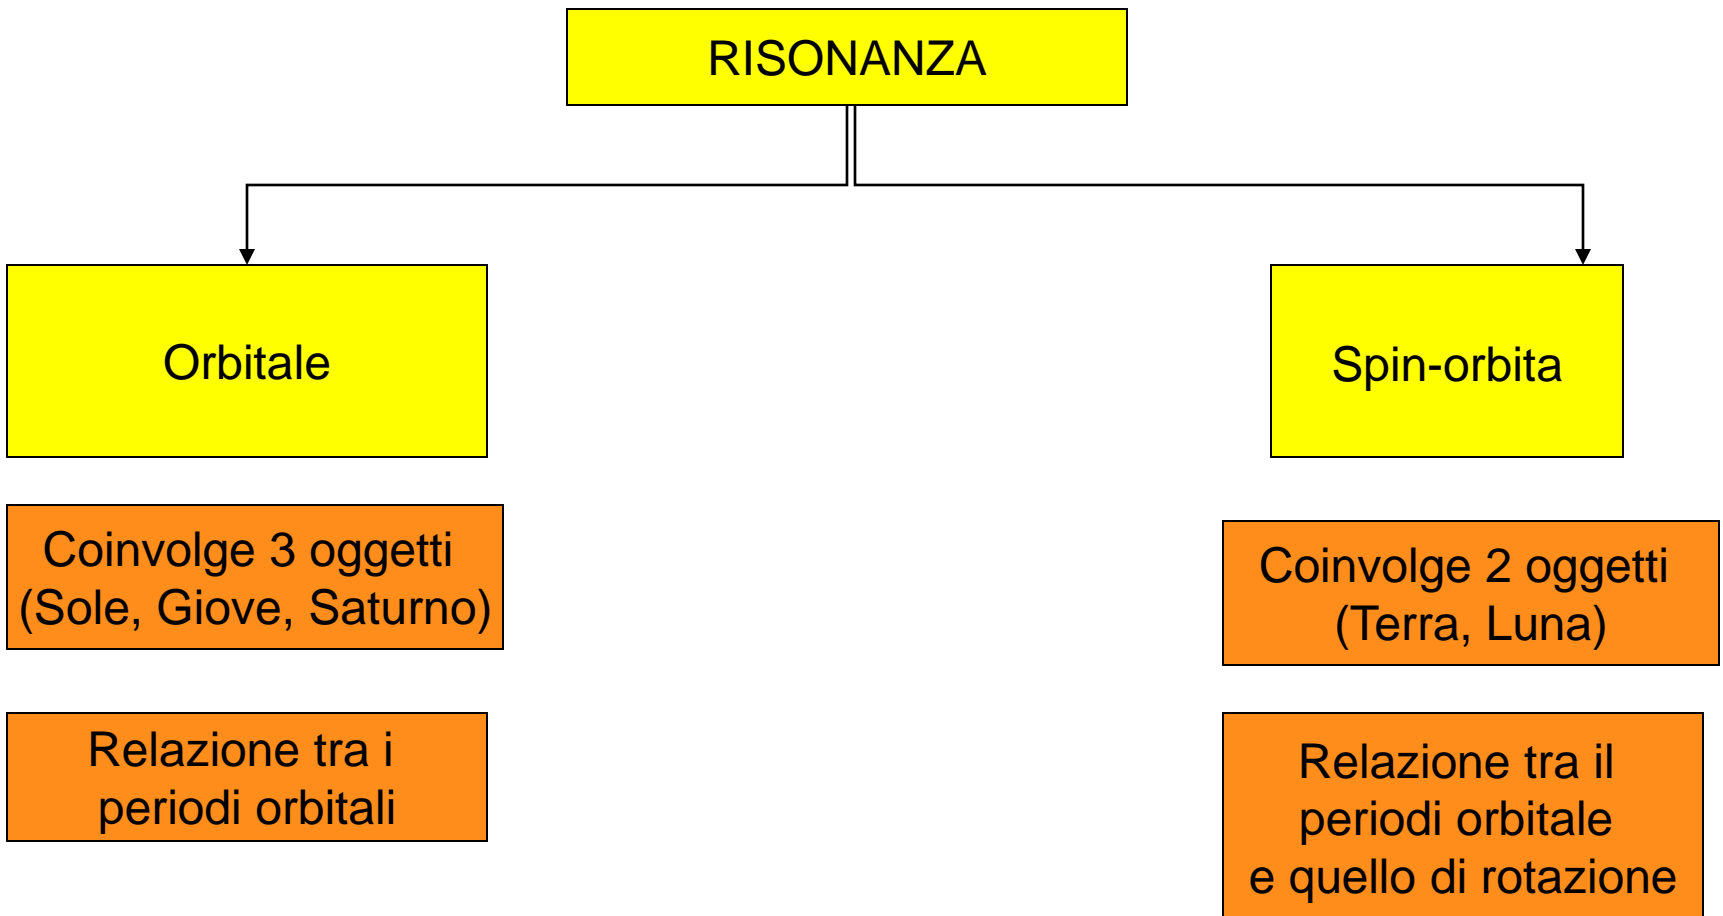 RISONANZA
Orbitale
Spin-orbita
Coinvolge 3 oggetti
(Sole, Giove, Saturno)
Coinvolge 2 oggetti
(Terra, Luna)
Relazione tra i
periodi orbitali
Relazione tra il
periodi orbitale
e quello di rotazione